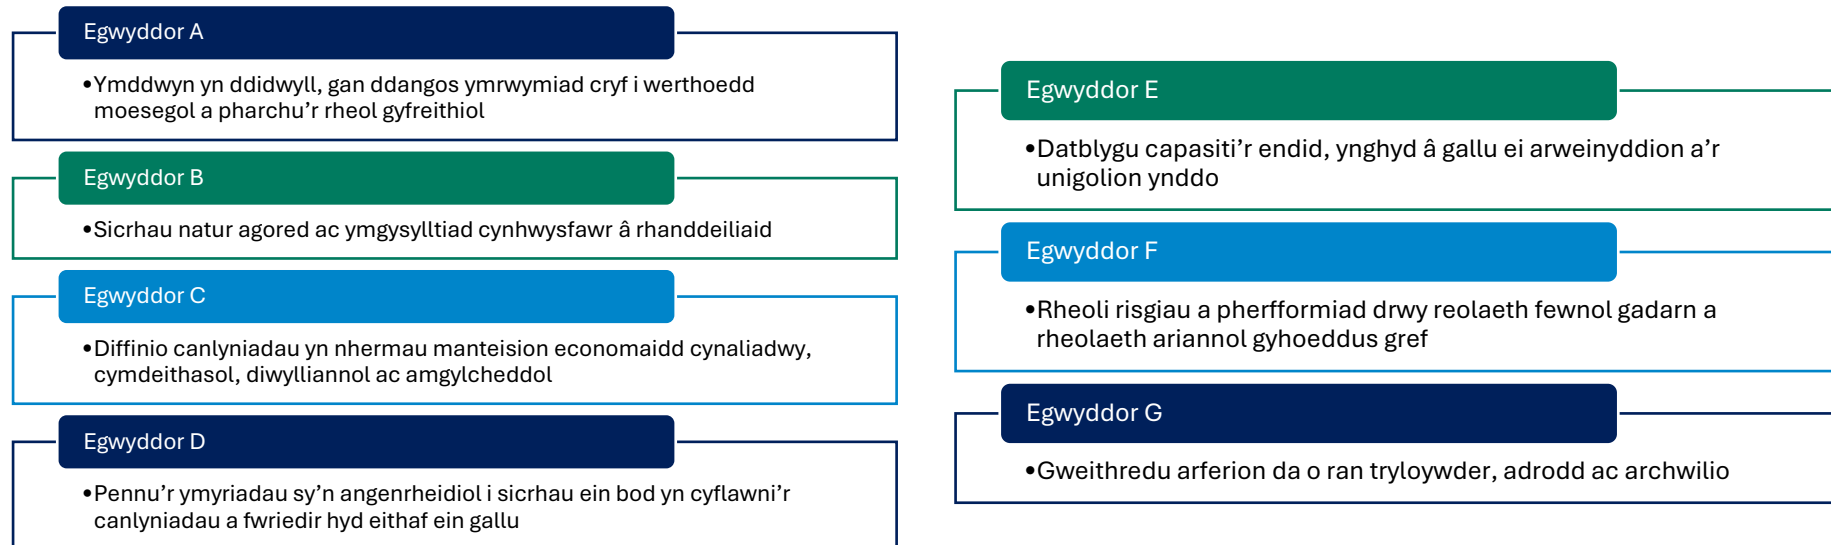 Egwyddor A
•Ymddwyn yn ddidwyll, gan ddangos ymrwymiad cryf i werthoedd
moesegol a pharchu’r rheol gyfreithiol
Egwyddor B
•Sicrhau natur agored ac ymgysylltiad cynhwysfawr â rhanddeiliaid
Egwyddor C
•Diffinio canlyniadau yn nhermau manteision economaidd cynaliadwy,
cymdeithasol, diwylliannol ac amgylcheddol
Egwyddor D
•Pennu’r ymyriadau sy’n angenrheidiol i sicrhau ein bod yn cyflawni’r
canlyniadau a fwriedir hyd eithaf ein gallu
Egwyddor E
•Datblygu capasiti’r endid, ynghyd â gallu ei arweinyddion a’r
unigolion ynddo
Egwyddor F
•Rheoli risgiau a pherfformiad drwy reolaeth fewnol gadarn a
rheolaeth ariannol gyhoeddus gref
Egwyddor G
•Gweithredu arferion da o ran tryloywder, adrodd ac archwilio